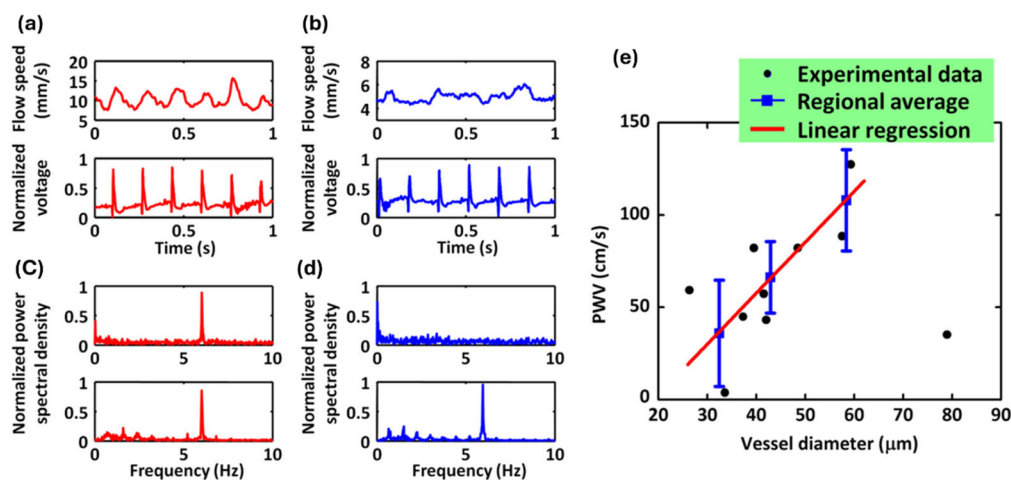 (a)
Flow speed
(mm/s)
20
15
10
5
0
0.5
1
Normalized
voltage
1
0.5
0
0
0.5
1
Time (s)
(b)
Flow speed
(mm/s)
8
6
4
0
0.5
1
Normalized
voltage
1
0.5
0
0
0.5
1
Time (s)
(C)
Normalized power
spectral density
1
0.5
0
0
5
10
1
0.5
0
0
5
10
Frequency (Hz)
(d)
Normalized power
spectral density
1
0.5
0
0
5
10
1
0.5
0
0
5
10
Frequency (Hz)
(e)
Experimental data
Regional average
Linear regression
PWV (cm/s)
150
100
50
0
20
30
40
50
60
70
80
90
Vessel diameter (μm)